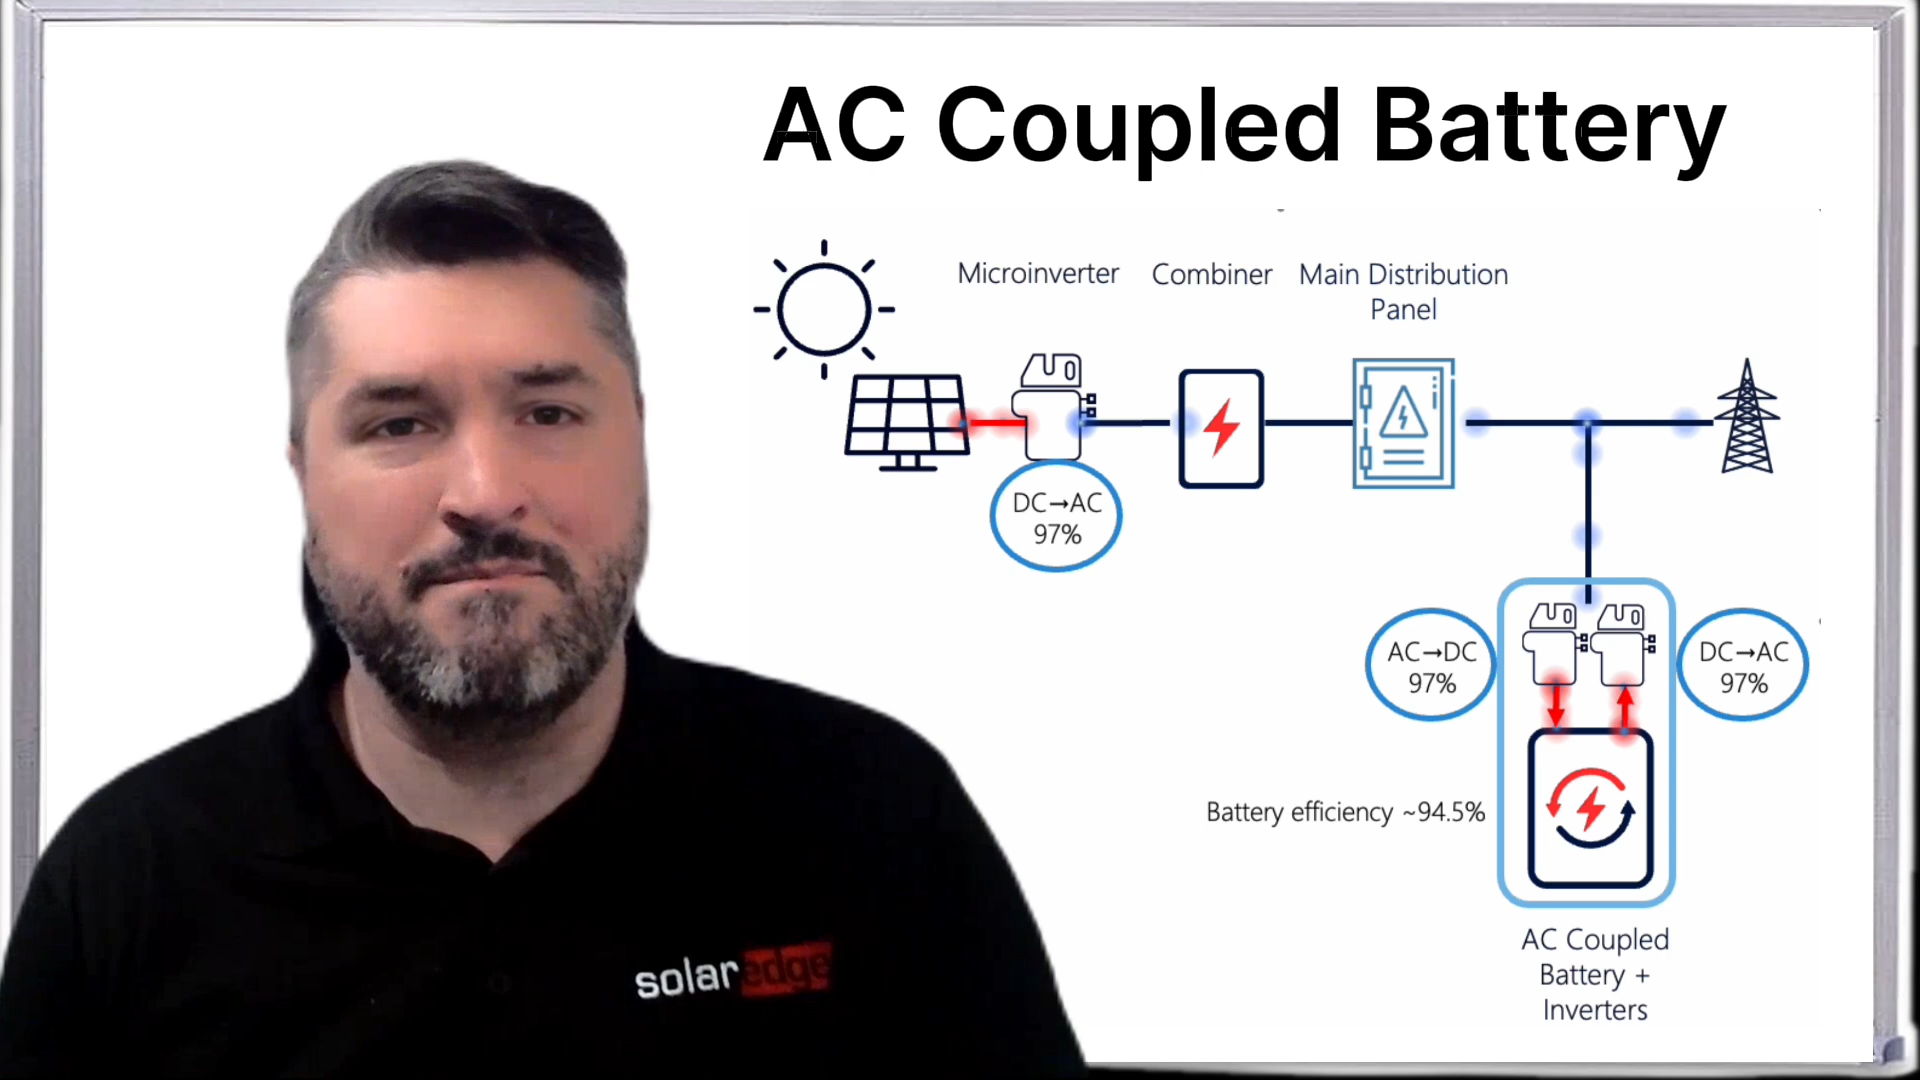 AC Coupled Battery
Microinverter
Combiner
Main Distribution
Panel
DC→AC
97%
AC→DC
97%
DC→AC
97%
Battery efficiency ~94.5%
AC Coupled
Battery +
Inverters
solaredge